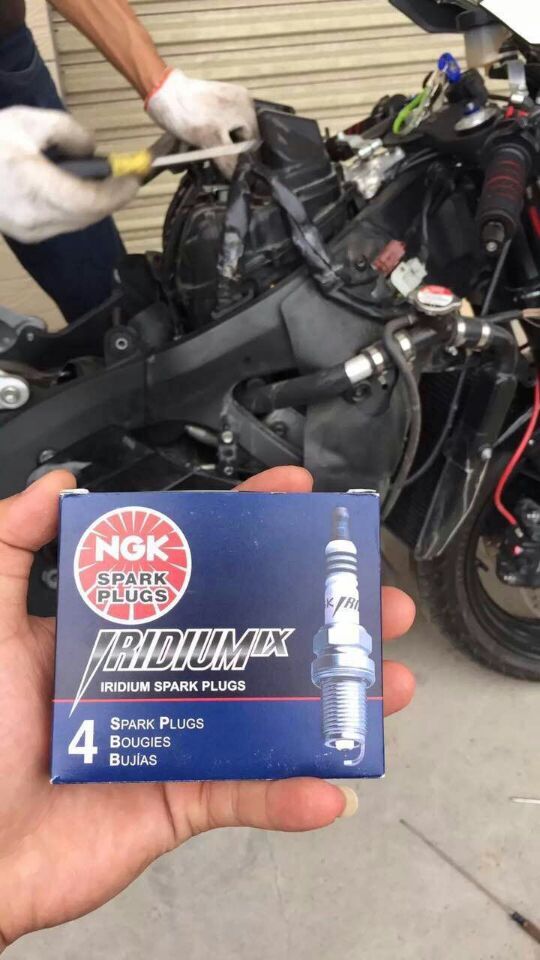 NGK
SPARK
PLUGS
IRIDIUM IX
IRIDIUM SPARK PLUGS
4
SPARK PLUGS
BOUGIES
BUJÍAS